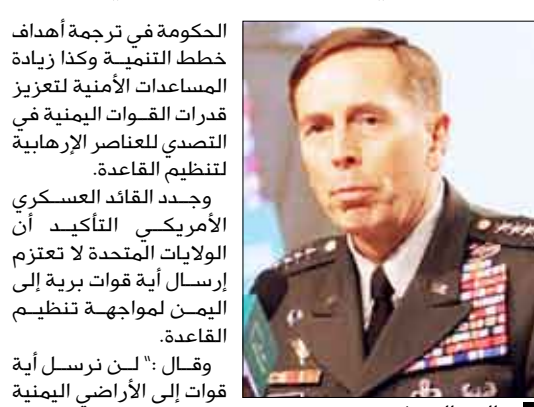 الحكومة في ترجمة أهداف
خطط التنمية وكذا زيادة
المساعدات الأمنية لتعزيز
قدرات القوات اليمنية في
التصدي للعناصر الإرهابية
لتنظيم القاعدة.
وجدد القائد العسكري
الأمريكي التأكيد أن
الولايات المتحدة لا تعتزم
إرسال أية قوات برية إلى
اليمن لمواجهة تنظيم
القاعدة.
وقال :" لن نرسل أية
قوات إلى الأراضي اليمنية